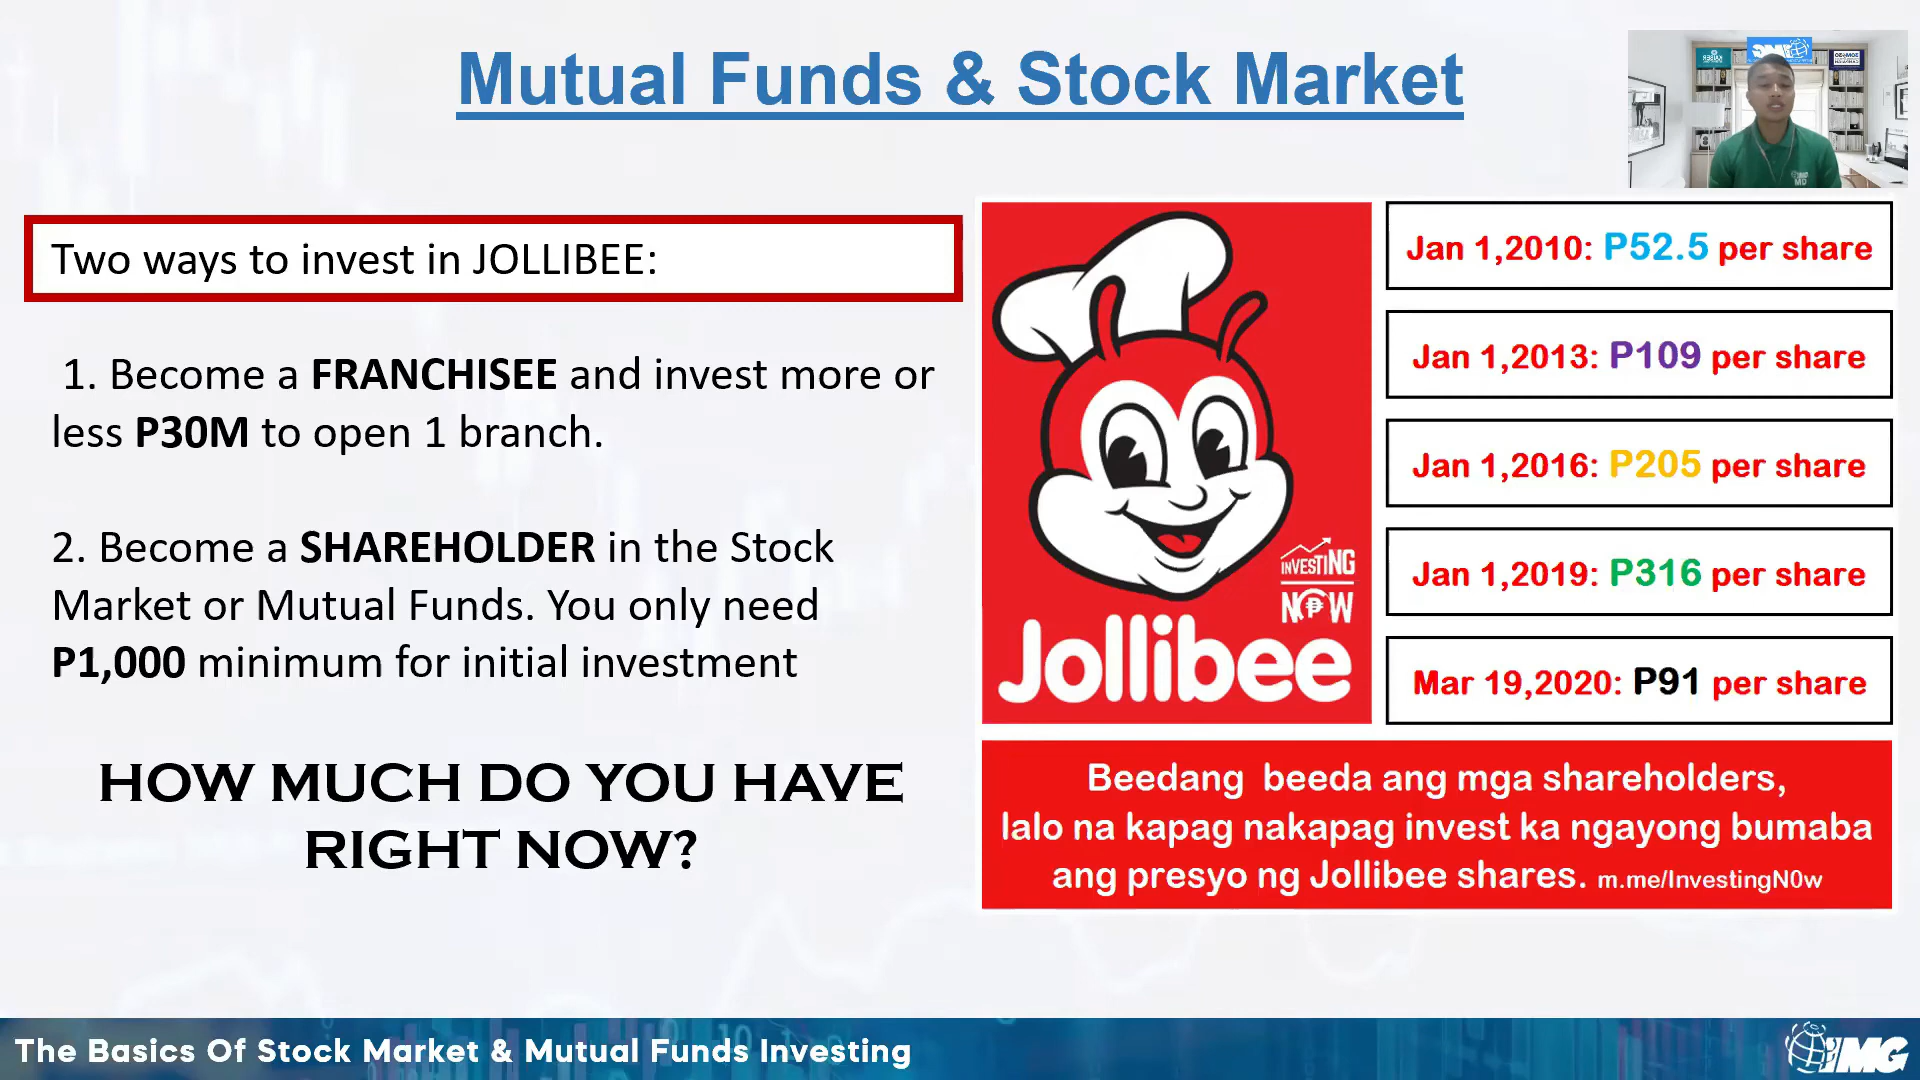 Mutual Funds & Stock Market
Two ways to invest in JOLLIBEE:
1. Become a FRANCHISEE and invest more or
less P30M to open 1 branch.
2. Become a SHAREHOLDER in the Stock
Market or Mutual Funds. You only need
P1,000 minimum for initial investment
HOW MUCH DO YOU HAVE
RIGHT NOW?
INVESTING
NOW
Jollibee
Jan 1,2010: P52.5 per share
Jan 1,2013: P109 per share
Jan 1,2016: P205 per share
Jan 1,2019: P316 per share
Mar 19,2020: P91 per share
Beedang beeda ang mga shareholders,
lalo na kapag nakapag invest ka ngayong bumaba
ang presyo ng Jollibee shares. m.me/InvestingN0w
The Basics Of Stock Market & Mutual Funds Investing
IMG